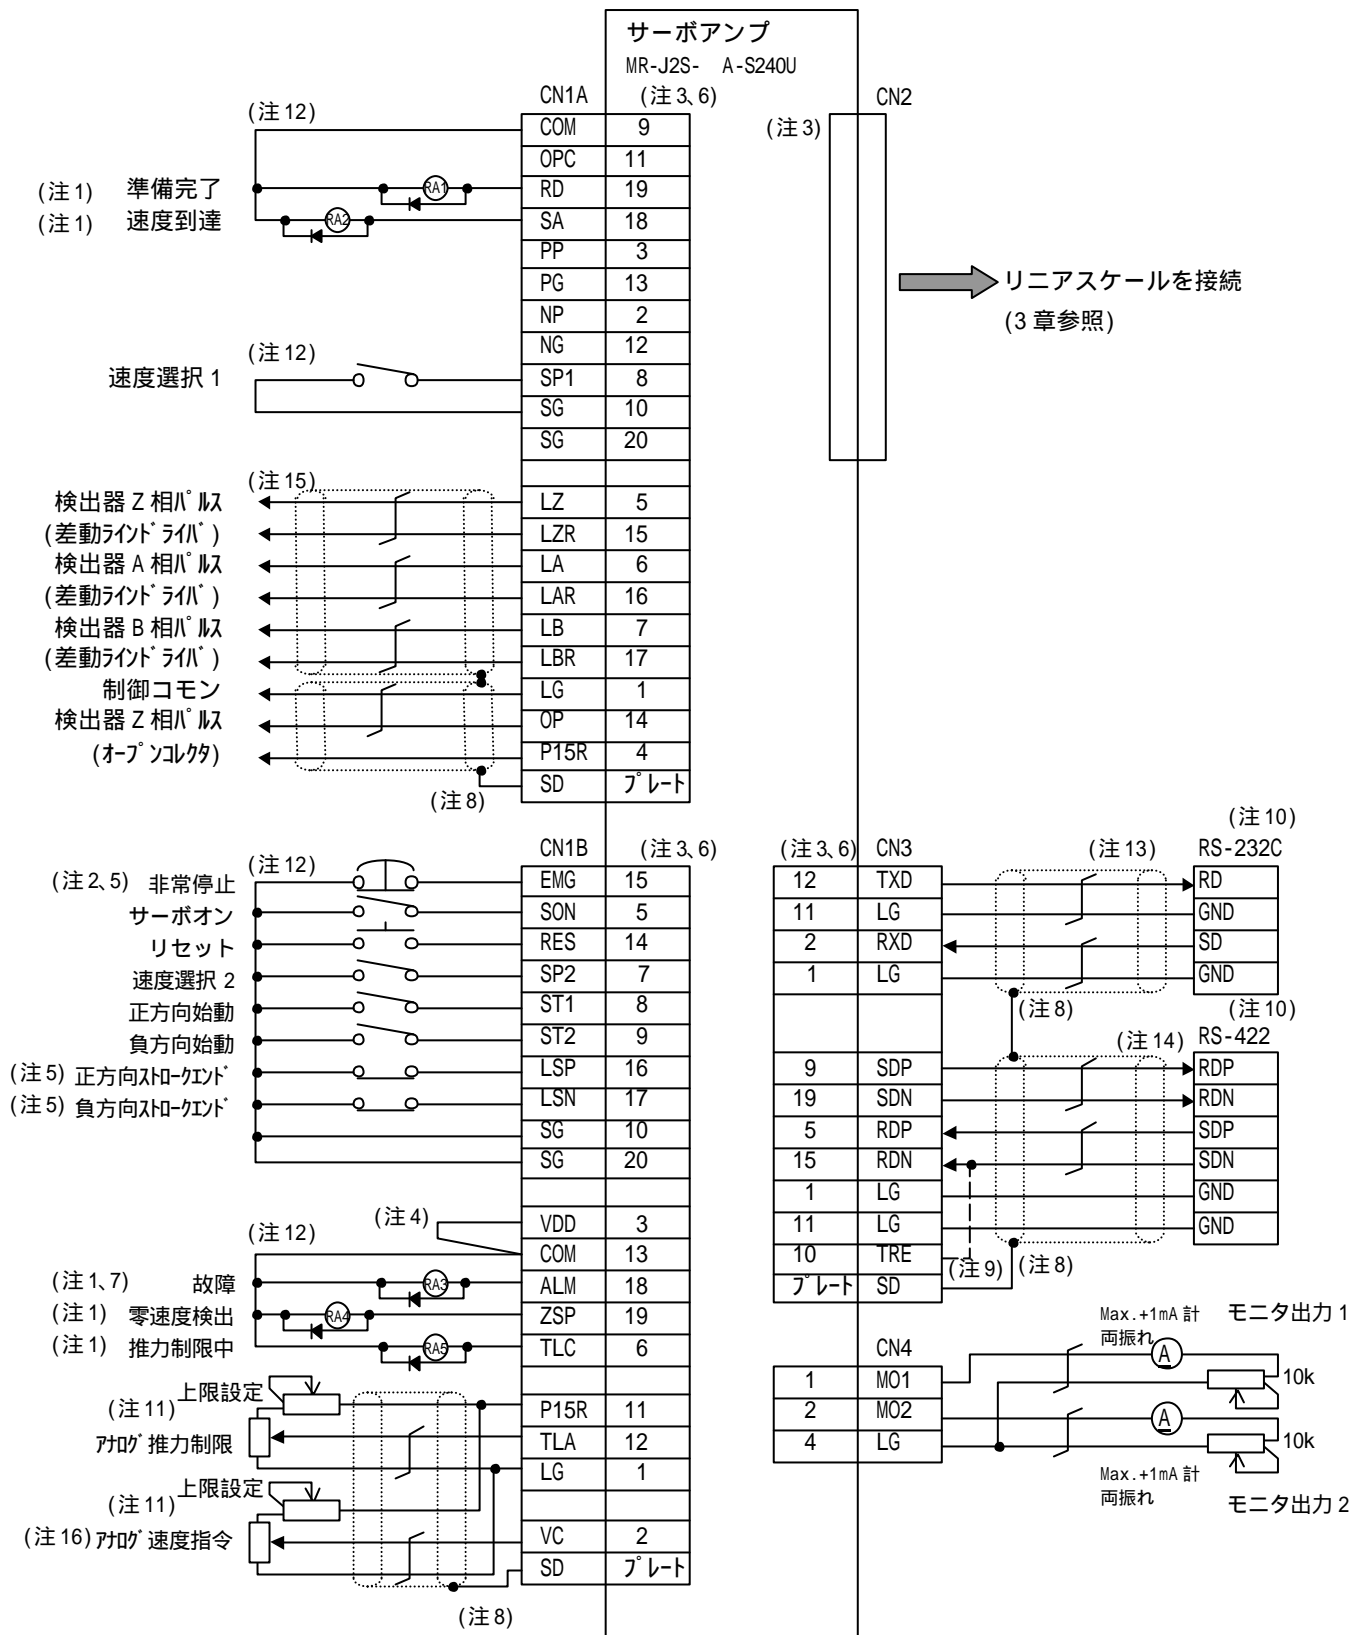 サーボアンプ
MR-J2S- A-S240U
CN1A (注3、6)
CN2
(注12)
(注3)
COM 9
OPC 11
(注1) 準備完了 RA1 RD 19
(注1) 速度到達 RA2 SA 18
PP 3
PG 13
NP 2
(注12)
NG 12
速度選択 1 SP1 8
SG 10
SG 20
リニアスケールを接続
(3 章参照)
(注15)
検出器 Z 相パルス LZ 5
(差動ラインドライバ) LZR 15
検出器 A 相パルス LA 6
(差動ラインドライバ) LAR 16
検出器 B 相パルス LB 7
(差動ラインドライバ) LBR 17
制御コモン LG 1
検出器 Z 相パルス OP 14
(オープンコレクタ) P15R 4
SD プレート
(注8)
CN1B (注3、6)
(注12)
(注2、5) 非常停止 EMG 15
サーボオン SON 5
リセット RES 14
速度選択 2 SP2 7
正方向始動 ST1 8
負方向始動 ST2 9
(注5) 正方向ストロークエンド LSP 16
(注5) 負方向ストロークエンド LSN 17
SG 10
SG 20
(注4)
(注12)
VDD 3
COM 13
(注1、7) 故障 RA3 ALM 18
(注1) 零速度検出 RA4 ZSP 19
(注1) 推力制限中 RA5 TLC 6
上限設定
(注11)
P15R 11
アナログ推力制限 TLA 12
LG 1
上限設定
(注11)
(注16) アナログ速度指令 VC 2
SD プレート
(注8)
(注10)
(注3、6) CN3 (注13) RS-232C
12 TXD RD
11 LG GND
2 RXD SD
1 LG GND
(注8)
(注10)
(注14) RS-422
9 SDP RDP
19 SDN RDN
5 RDP SDP
15 RDN SDN
1 LG GND
11 LG GND
10 TRE
(注9) (注8)
プレート SD
Max.+1mA 計
両振れ
モニタ出力 1
CN4
A
1 MO1 10k
2 MO2 A
4 LG 10k
Max.+1mA 計
両振れ
モニタ出力 2